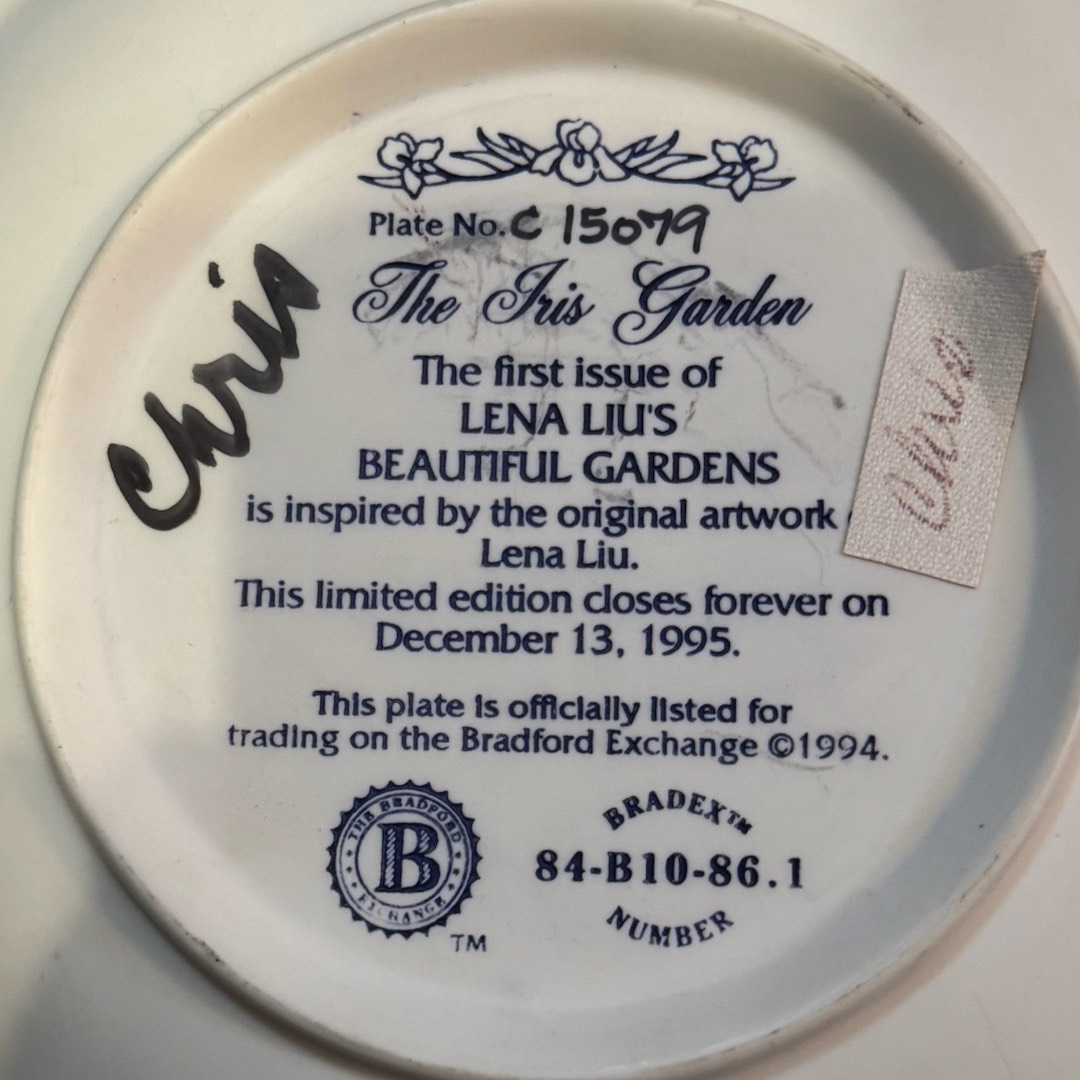 Plate No. C 15079
The Iris Garden
The first issue of
LENA LIU'S
BEAUTIFUL GARDENS
is inspired by the original artwork
Lena Liu.
This limited edition closes forever on
December 13, 1995.
This plate is officially listed for
trading on the Bradford Exchange ©1994.
THE BRADFORD
B
EXCHANGE
TM
BRADEX™
84-B10-86.1
NUMBER
Chris
Chris